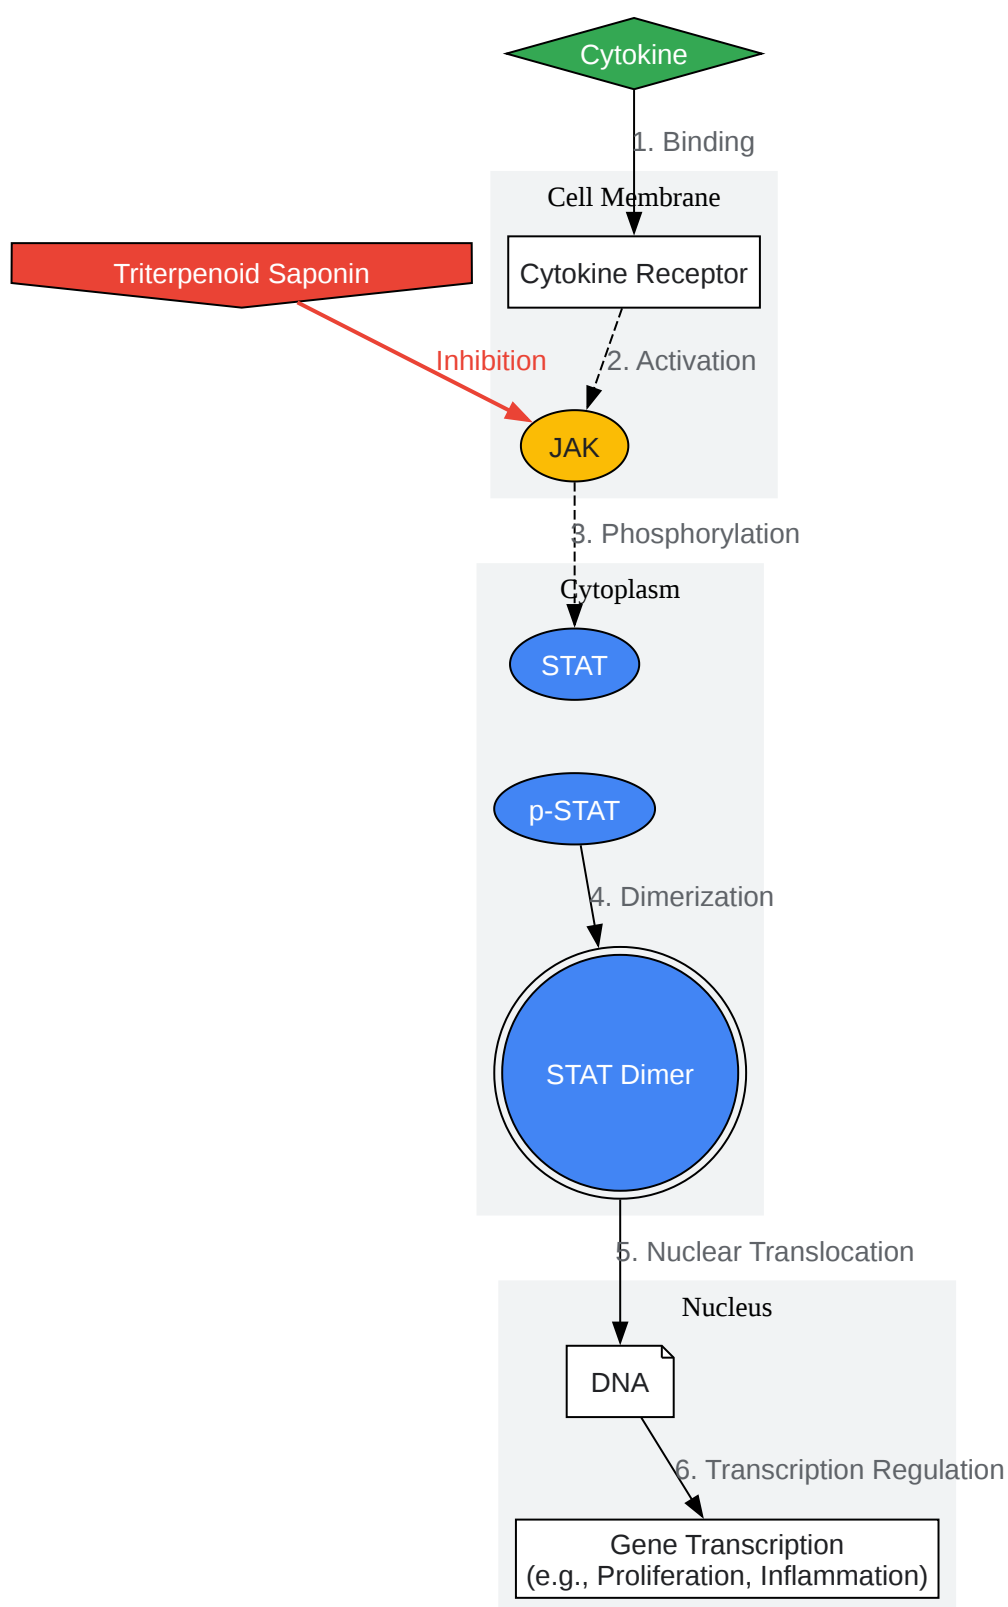 Cytokine
1. Binding
Cell Membrane
Triterpenoid Saponin
Cytokine Receptor
Inhibition
2. Activation
JAK
3. Phosphorylation
Cytoplasm
STAT
p-STAT
4. Dimerization
STAT Dimer
5. Nuclear Translocation
Nucleus
DNA
6. Transcription Regulation
Gene Transcription
(e.g., Proliferation, Inflammation)